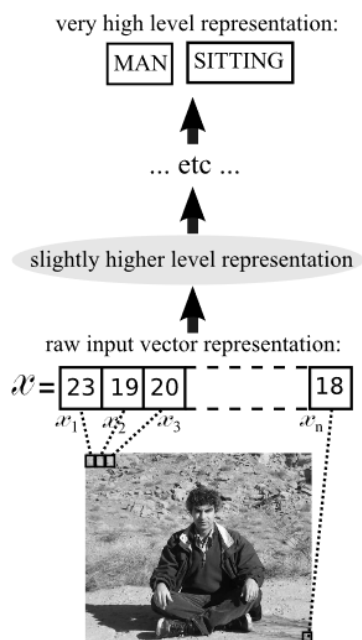 very high level representation:
MAN SITTING
... etc ...
slightly higher level representation
raw input vector representation:
x = 23 19 20 18
x1 x2 x3 xn